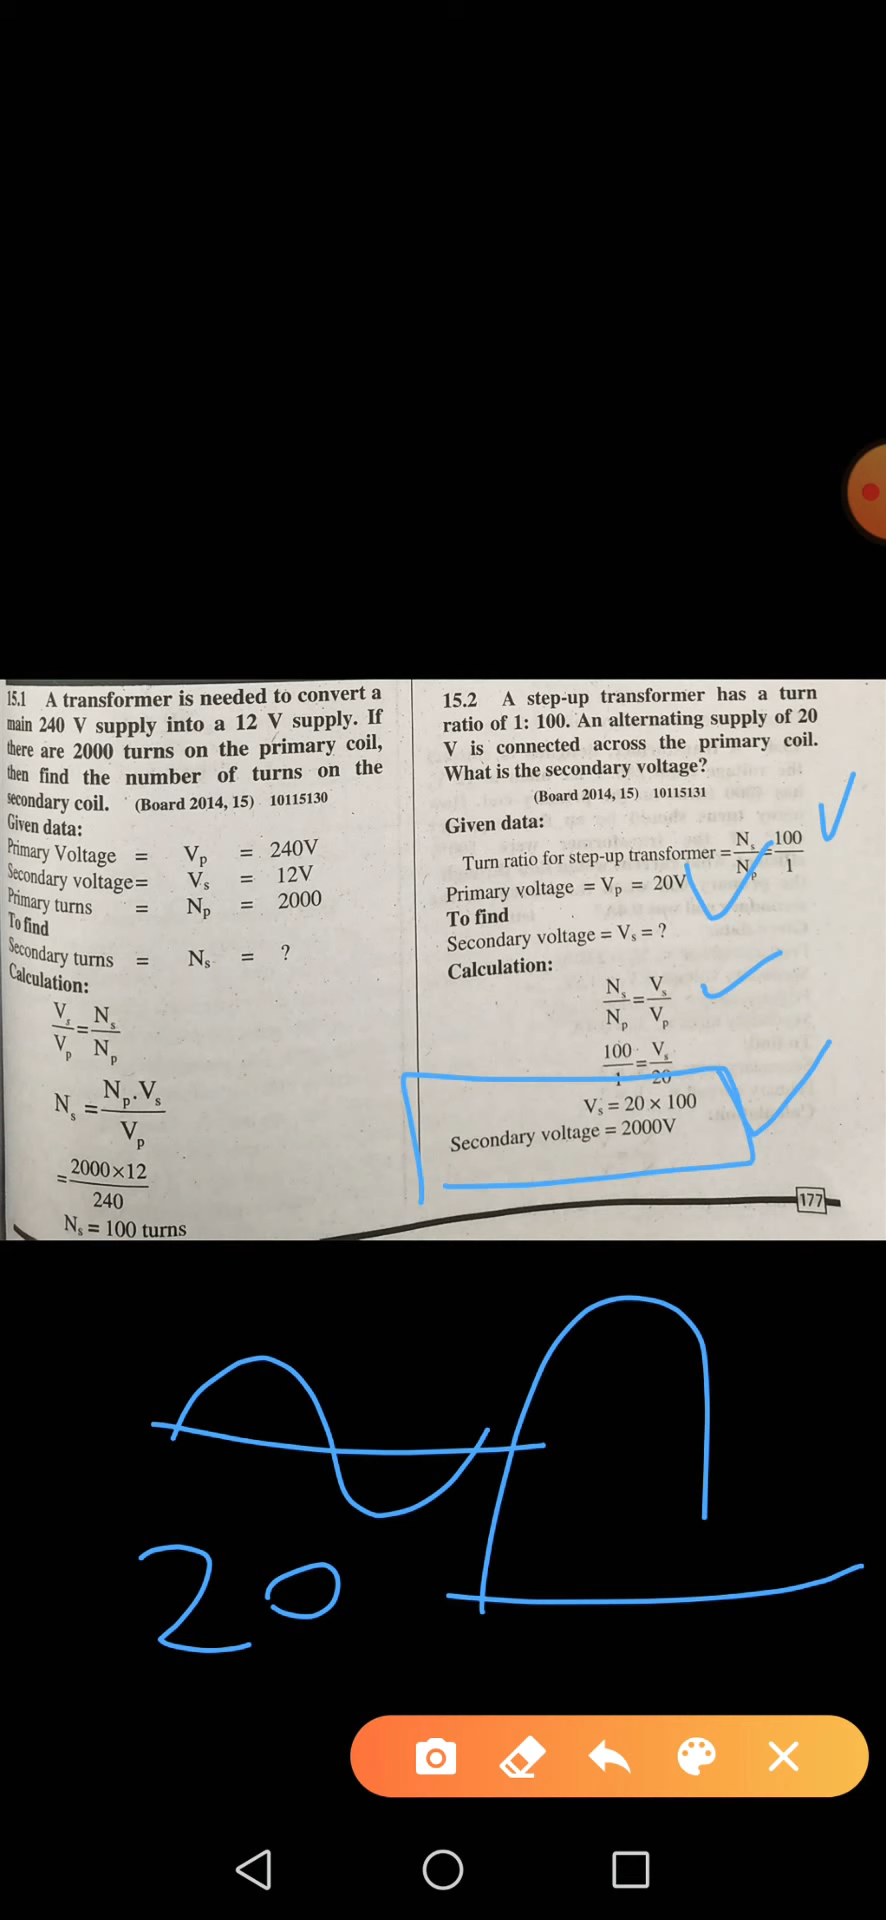 15.1 A transformer is needed to convert a
main 240 V supply into a 12 V supply. If
there are 2000 turns on the primary coil,
then find the number of turns on the
secondary coil. (Board 2014, 15) 10115130
Given data:
Primary Voltage = Vₚ = 240V
Secondary voltage= Vₛ = 12V
Primary turns = Nₚ = 2000
To find
Secondary turns = Nₛ = ?
Calculation:
Vₛ/Vₚ = Nₛ/Nₚ
Nₛ = Nₚ.Vₛ/Vₚ
= 2000×12/240
Nₛ = 100 turns
15.2 A step-up transformer has a turn
ratio of 1: 100. An alternating supply of 20
V is connected across the primary coil.
What is the secondary voltage?
(Board 2014, 15) 10115131
Given data:
Turn ratio for step-up transformer = Nₛ/Nₚ = 100/1
Primary voltage = Vₚ = 20V
To find
Secondary voltage = Vₛ = ?
Calculation:
Nₛ/Nₚ = Vₛ/Vₚ
100/1 = Vₛ/20
Vₛ = 20 × 100
Secondary voltage = 2000V
177
20